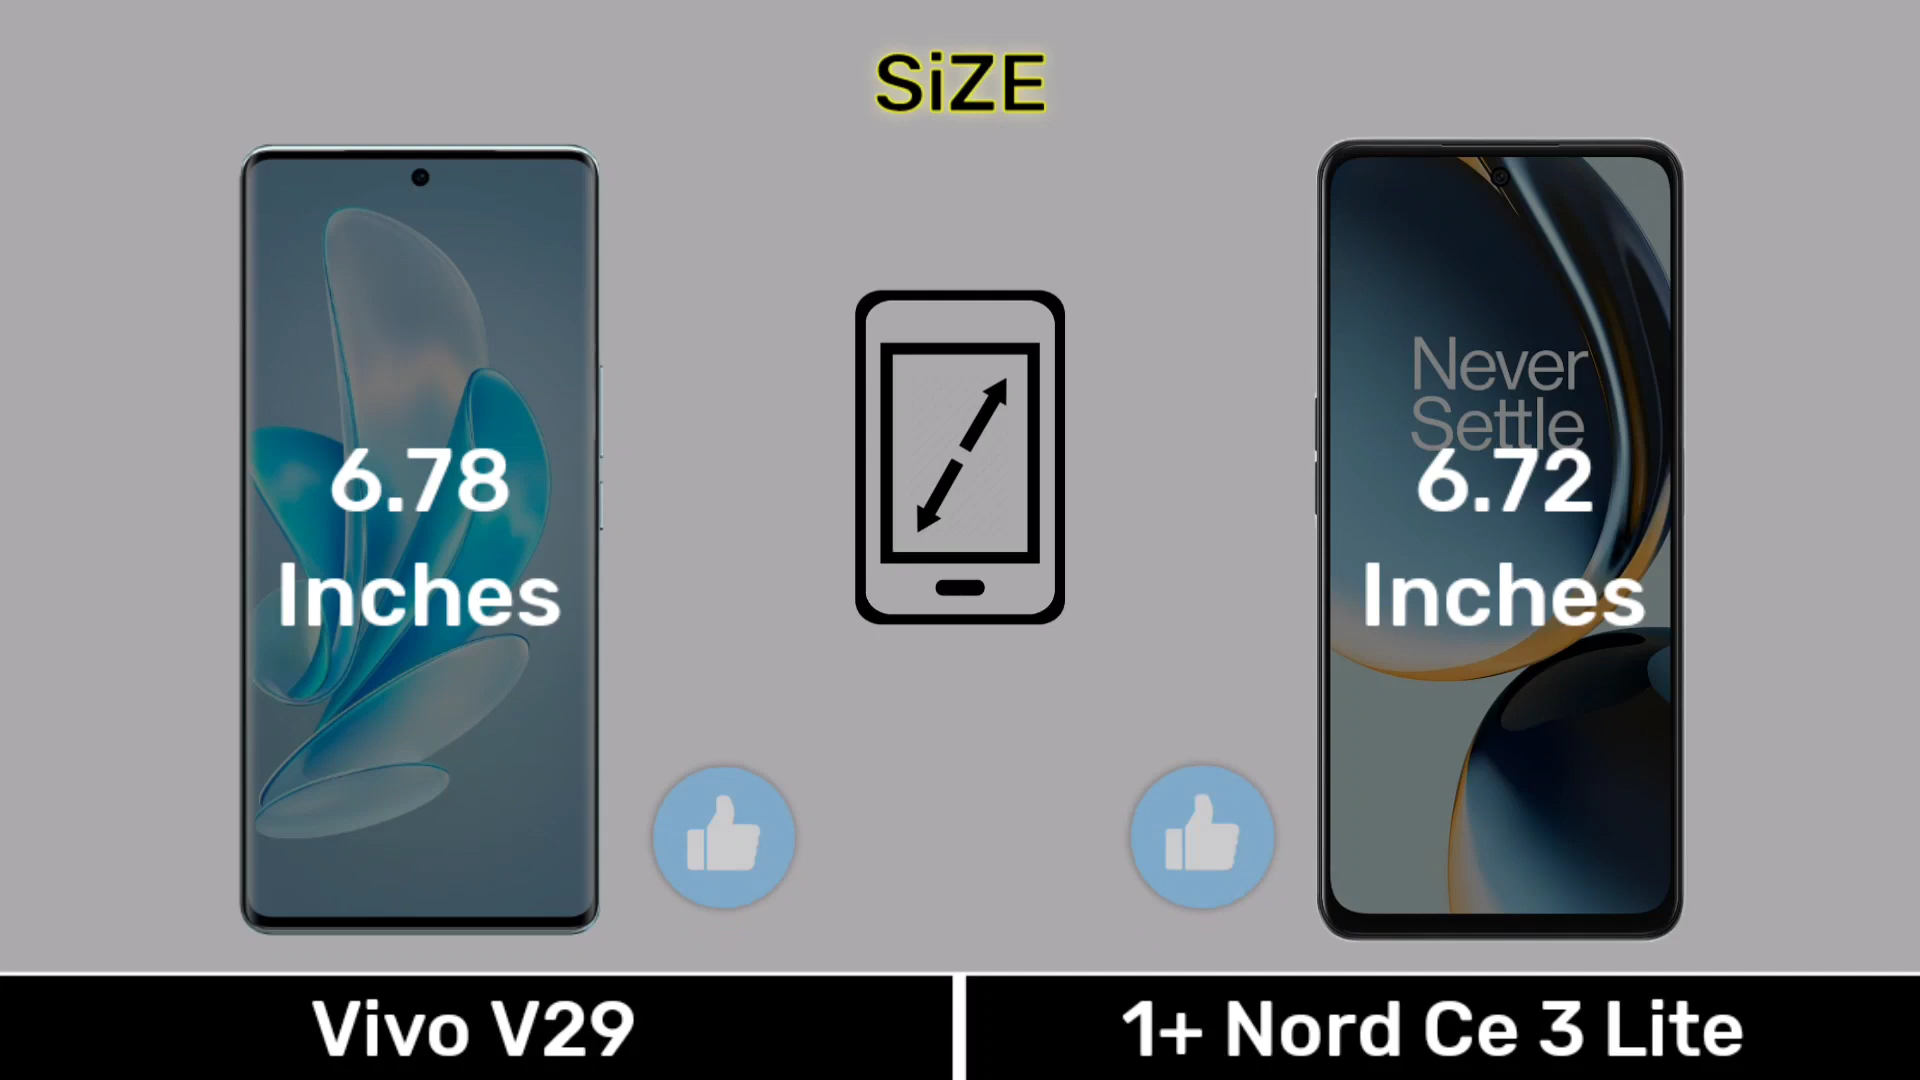 SiZE
6.78
Inches
Never
Settle
6.72
Inches
Vivo V29
1+ Nord Ce 3 Lite